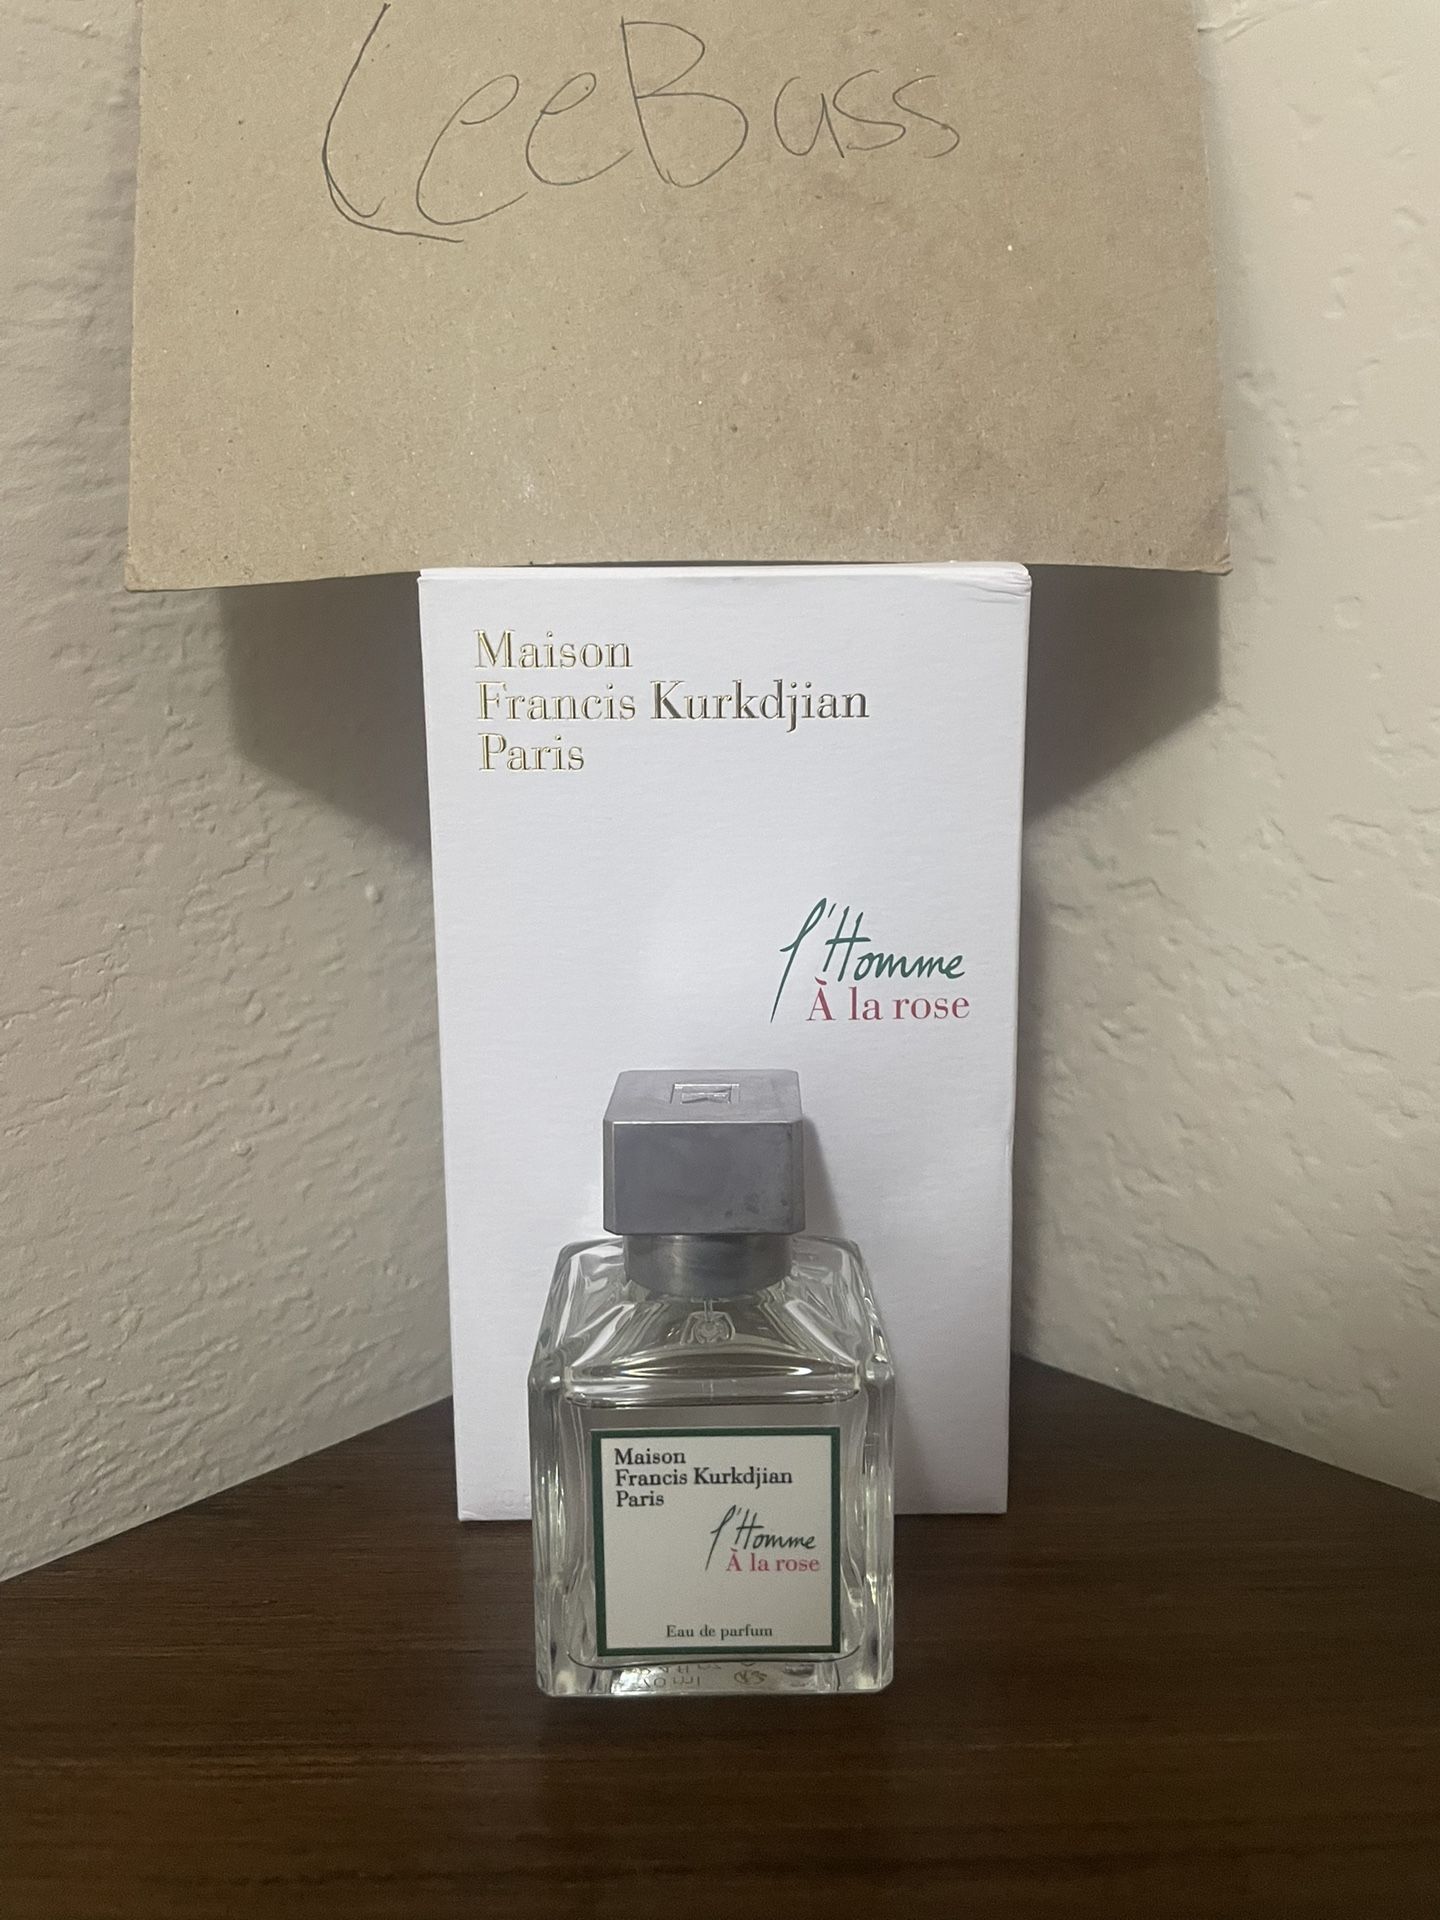 LeeBass
Maison
Francis Kurkdjian
Paris
l'Homme
À la rose
Maison
Francis Kurkdjian
Paris
l'Homme
À la rose
Eau de parfum